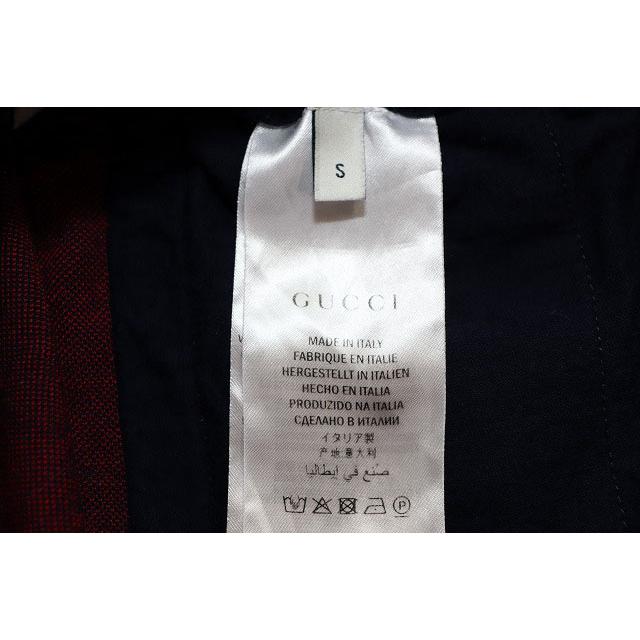 S
GUCCI
MADE IN ITALY
FABRIQUE EN ITALIE
HERGESTELLT IN ITALIEN
HECHO EN ITALIA
PRODUZIDO NA ITALIA
СДЕЛАНО В ИТАЛИИ
イタリア製
产地意大利
صنع في إيطاليا
P